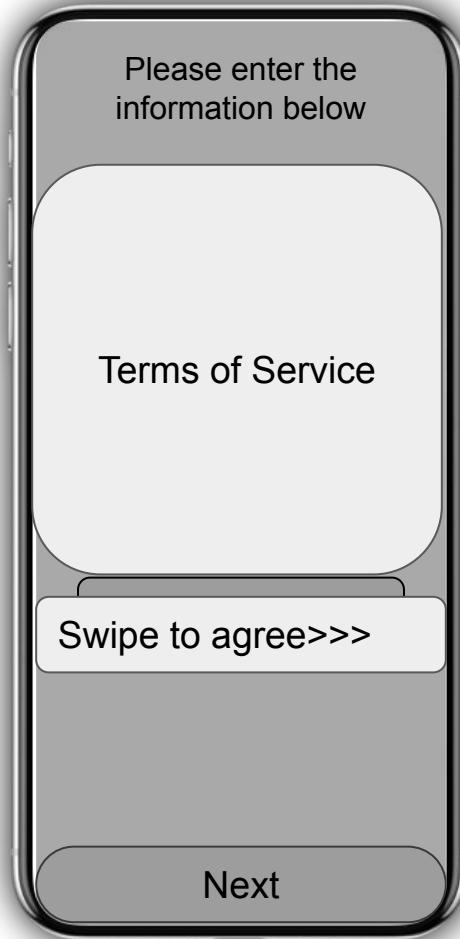 Please enter the
information below
Terms of Service
Swipe to agree>>>
Next